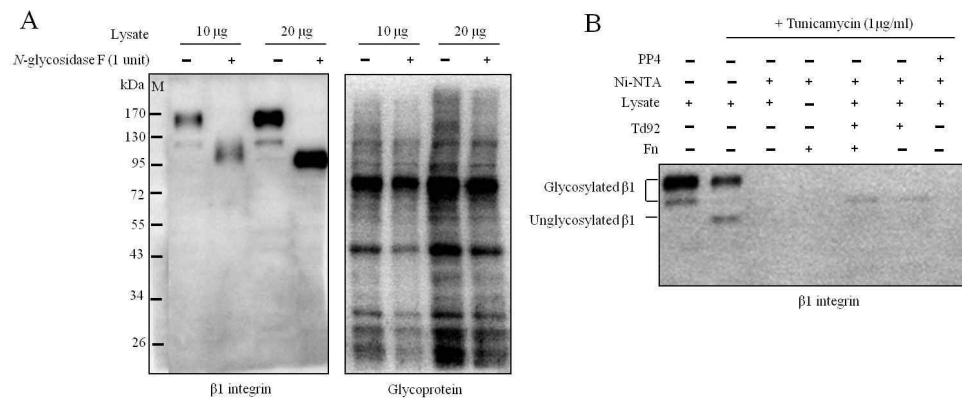 A
Lysate 10 µg 20 µg 10 µg 20 µg
N-glycosidase F (1 unit) – + – + – + – +
kDa M
170
130
95
72
55
43
34
26
β1 integrin Glycoprotein
B
+ Tunicamycin (1µg/ml)
PP4 – – – – – – +
Ni-NTA – – + + + + +
Lysate + + + – + + +
Td92 – – – – + + –
Fn – – – + + – –
Glycosylated β1
Unglycosylated β1
β1 integrin